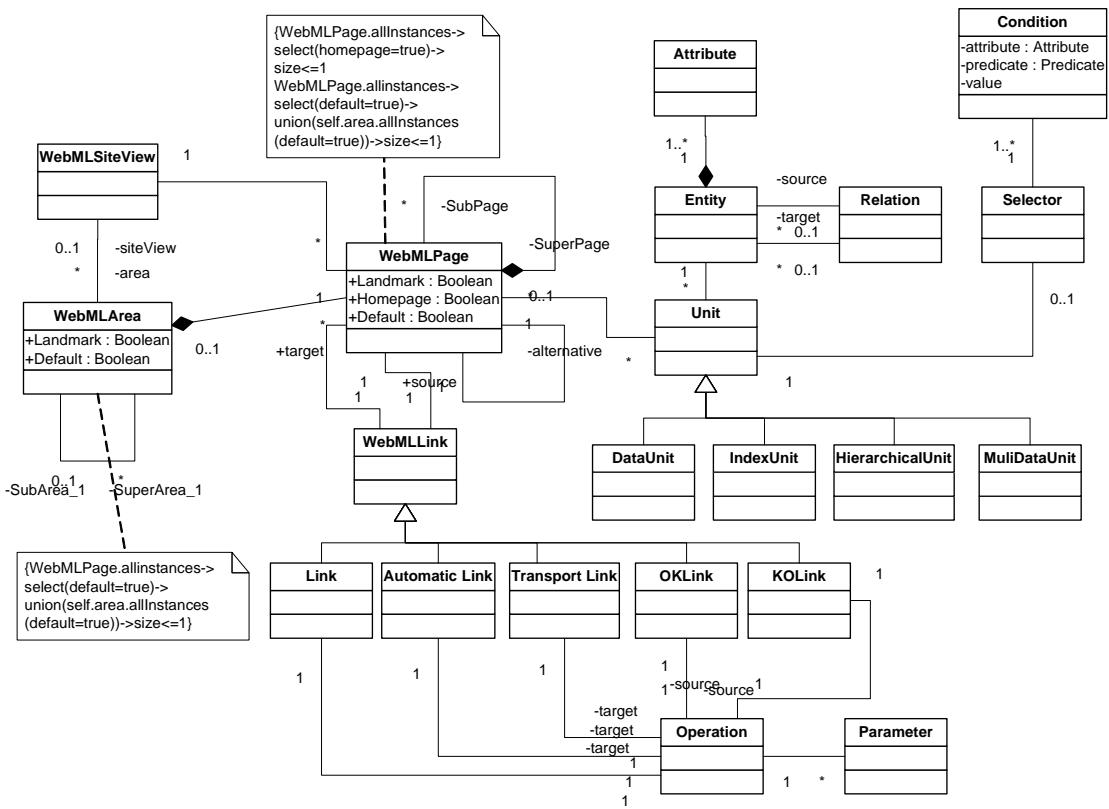 {WebMLPage.allInstances->
select(homepage=true)->
size<=1
WebMLPage.allinstances->
select(default=true)->
union(self.area.allInstances
(default=true))->size<=1}
Condition
-attribute : Attribute
-predicate : Predicate
-value
Attribute
1..*
1
1..*
1
WebMLSiteView
1
*
Entity
-source
-target
* 0..1
* 0..1
Relation
Selector
*
-SubPage
-SuperPage
0..1
0..1
-siteView
*
-area
*
WebMLPage
+Landmark : Boolean
+Homepage : Boolean
+Default : Boolean
1
*
0..1
WebMLArea
+Landmark : Boolean
+Default : Boolean
0..1
1
*
+target
*
1
-alternative
Unit
*
1
1
1
+source
1
1
WebMLLink
0..1
-SubArea_1
*
-SuperArea_1
DataUnit
IndexUnit
HierarchicalUnit
MuliDataUnit
{WebMLPage.allinstances->
select(default=true)->
union(self.area.allInstances
(default=true))->size<=1}
Link
Automatic Link
Transport Link
OKLink
KOLink
1
1
1
1
1
1
-source
-source
1
-target
-target
-target
1
1
1
Operation
1
*
Parameter